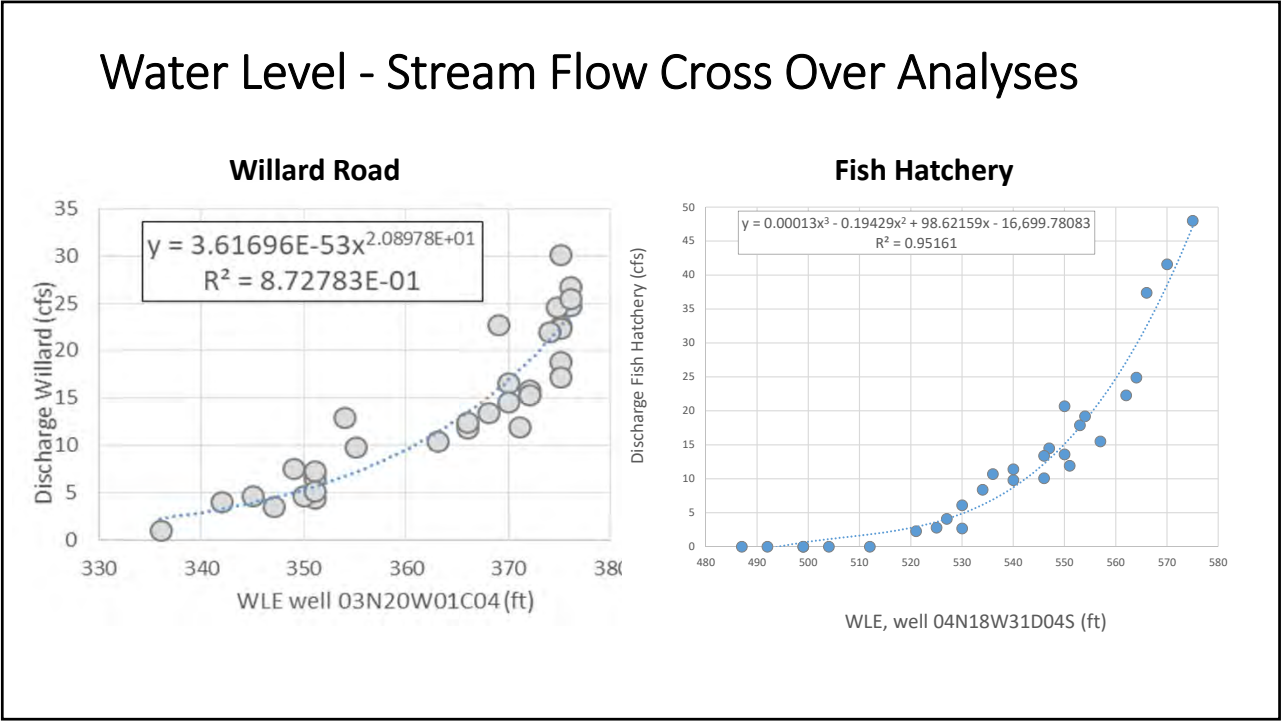 Water Level - Stream Flow Cross Over Analyses
Willard Road
35
30
25
20
15
10
5
0
y = 3.61696E-53x^2.08978E+01
R² = 8.72783E-01
Discharge Willard (cfs)
330 340 350 360 370 38
WLE well 03N20W01C04 (ft)
Fish Hatchery
50
45
40
35
30
25
20
15
10
5
0
y = 0.00013x³ - 0.19429x² + 98.62159x - 16,699.78083
R² = 0.95161
Discharge Fish Hatchery (cfs)
480 490 500 510 520 530 540 550 560 570 580
WLE, well 04N18W31D04S (ft)